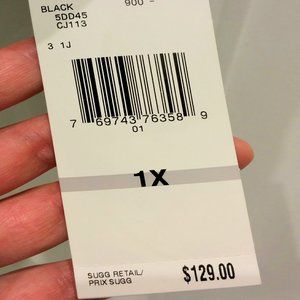 BLACK 900 -
5DD45
CJ113
3 1J
7 69743 76358 9
01
1X
SUGG RETAIL/
PRIX SUGG $129.00